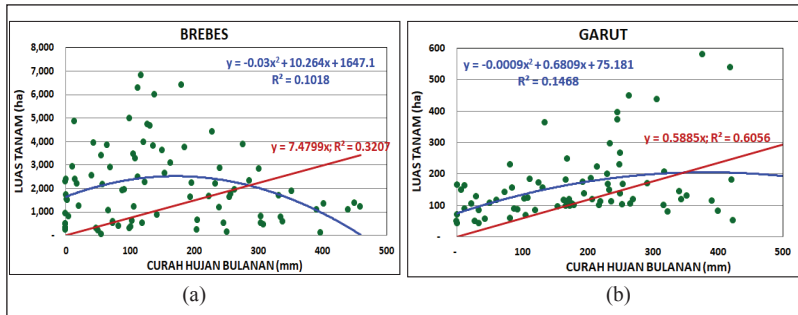 BREBES
LUAS TANAM (ha)
8,000
7,000
6,000
5,000
4,000
3,000
2,000
1,000
-
y = -0.03x² + 10.264x + 1647.1
R² = 0.1018
y = 7.4799x; R² = 0.3207
- 100 200 300 400 500
CURAH HUJAN BULANAN (mm)
(a)
GARUT
LUAS TANAM (ha)
600
500
400
300
200
100
-
y = -0.0009x² + 0.6809x + 75.181
R² = 0.1468
y = 0.5885x; R² = 0.6056
- 100 200 300 400 500
CURAH HUJAN BULANAN (mm)
(b)